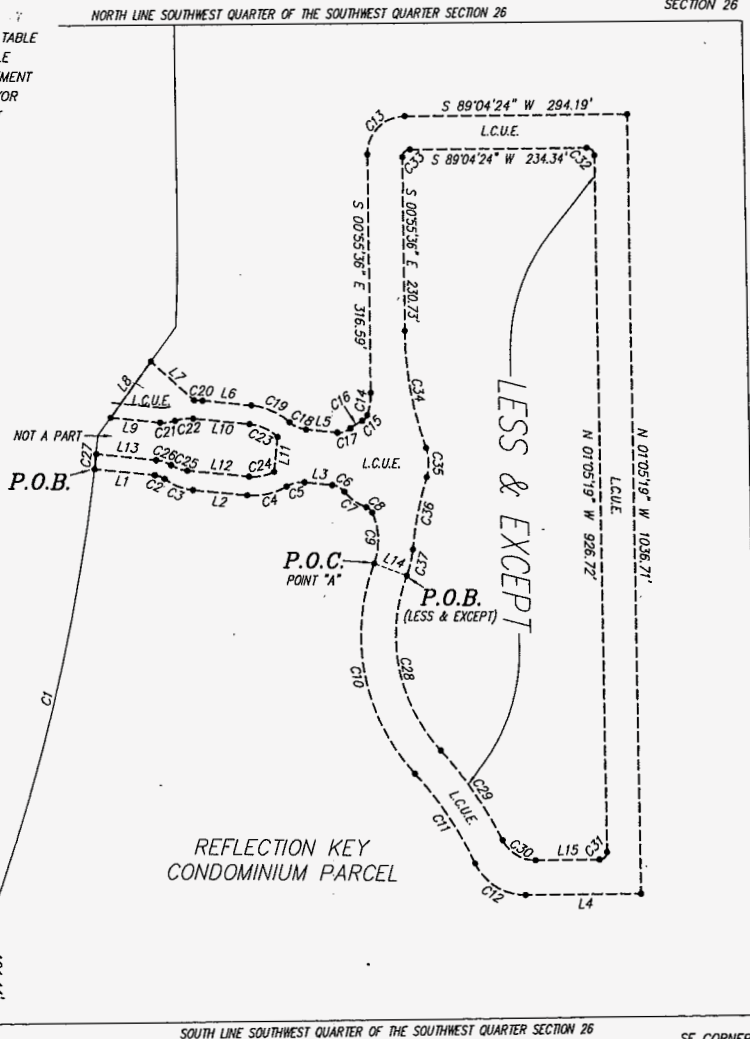 NORTH LINE SOUTHWEST QUARTER OF THE SOUTHWEST QUARTER SECTION 26
SECTION 26
TABLE
LE
MENT
YOR
S 89°04'24" W 294.19'
C13
L.C.U.E.
C33
S 89°04'24" W 234.34'
C32
S 00°55'36" E 316.59'
S 00°55'36" E 230.73'
L7
L8
L.C.U.E.
C20
L6
C19
C18
L5
C17
C16
C14
C15
C34
L9
C21
C22
L10
C23
L11
NOT A PART
C27
L13
C26
C25
L12
C24
L.C.U.E.
C35
P.O.B.
L1
C2
C3
L2
C4
C5
L3
C6
C7
C8
C9
C36
C37
LESS & EXCEPT
N 01°05'19" W 926.72'
L.C.U.E.
N 01°05'19" W 1036.71'
P.O.C.
POINT "A"
L14
P.O.B.
(LESS & EXCEPT)
C1
C10
C28
C29
L.C.U.E.
C11
C30
L15
C31
C12
L4
REFLECTION KEY
CONDOMINIUM PARCEL
SOUTH LINE SOUTHWEST QUARTER OF THE SOUTHWEST QUARTER SECTION 26
SE CORNER